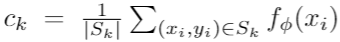 $c_k = \frac{1}{|S_k|} \sum_{(x_i, y_i) \in S_k} f_\phi(x_i)$